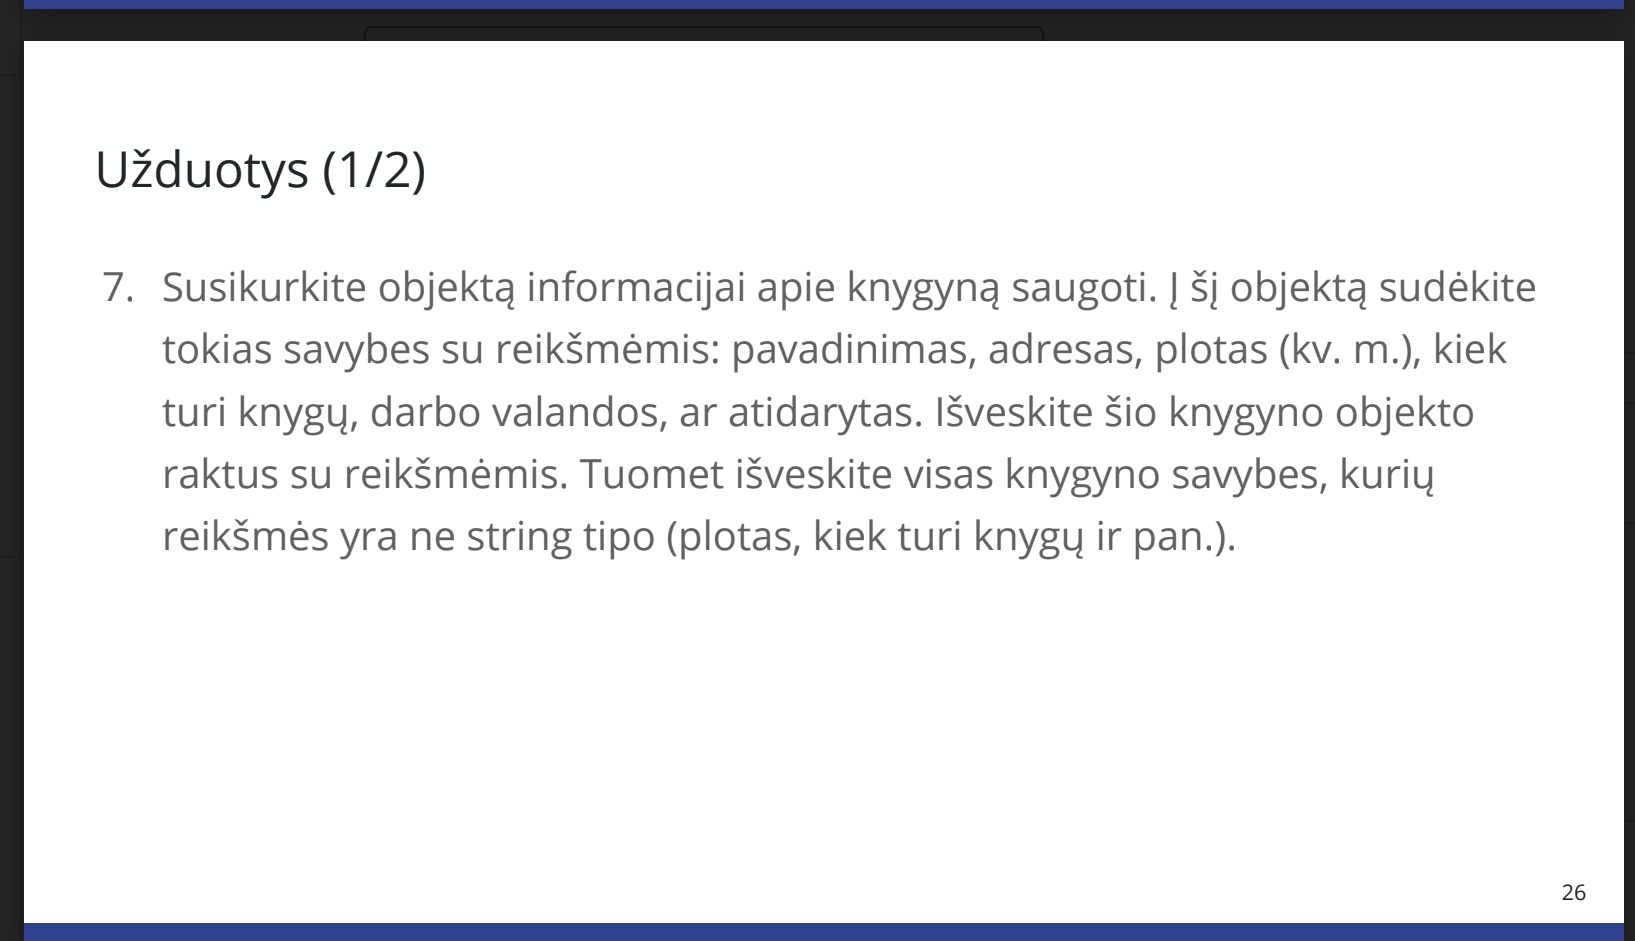 Užduotys (1/2)
7. Susikurkite objektą informacijai apie knygyną saugoti. Į šį objektą sudėkite
tokias savybes su reikšmėmis: pavadinimas, adresas, plotas (kv. m.), kiek
turi knygų, darbo valandos, ar atidarytas. Išveskite šio knygyno objekto
raktus su reikšmėmis. Tuomet išveskite visas knygyno savybes, kurių
reikšmės yra ne string tipo (plotas, kiek turi knygų ir pan.).
26